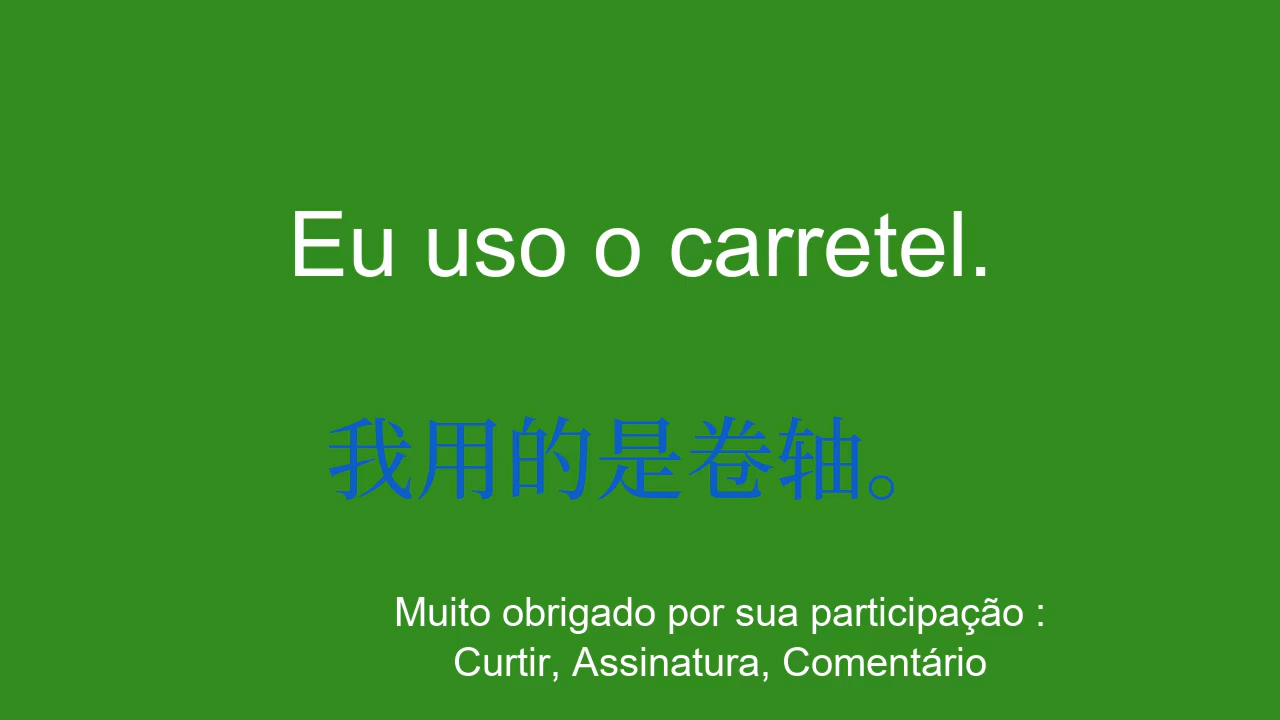 Eu uso o carretel.
我用的是卷轴。
Muito obrigado por sua participação :
Curtir, Assinatura, Comentário